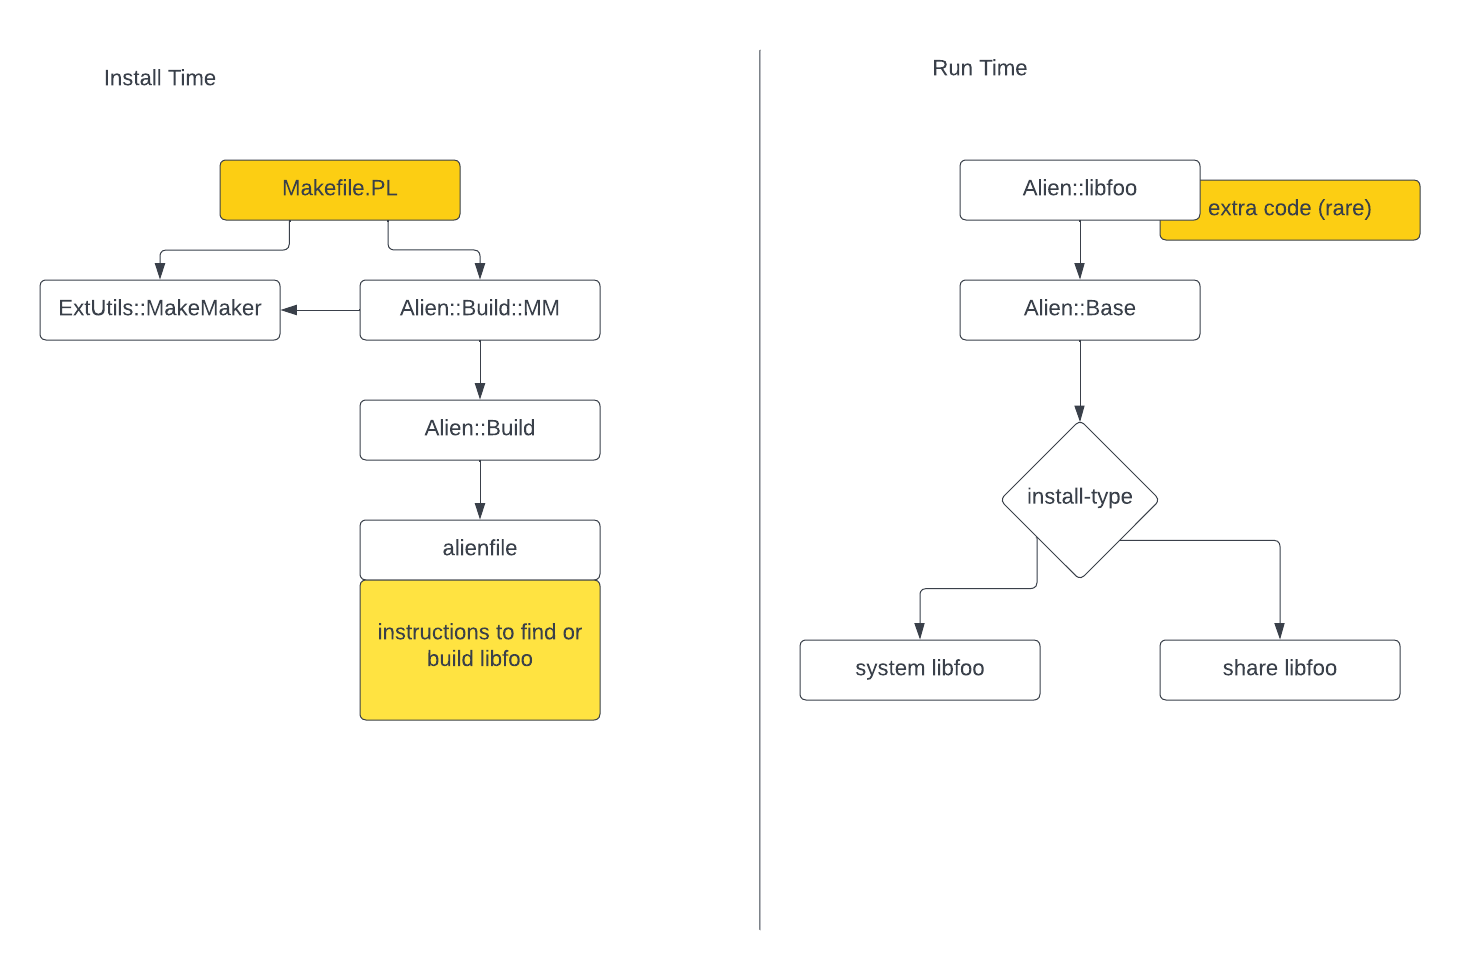 Install Time
Makefile.PL
ExtUtils::MakeMaker
Alien::Build::MM
Alien::Build
alienfile
instructions to find or
build libfoo
Run Time
Alien::libfoo
extra code (rare)
Alien::Base
install-type
system libfoo
share libfoo